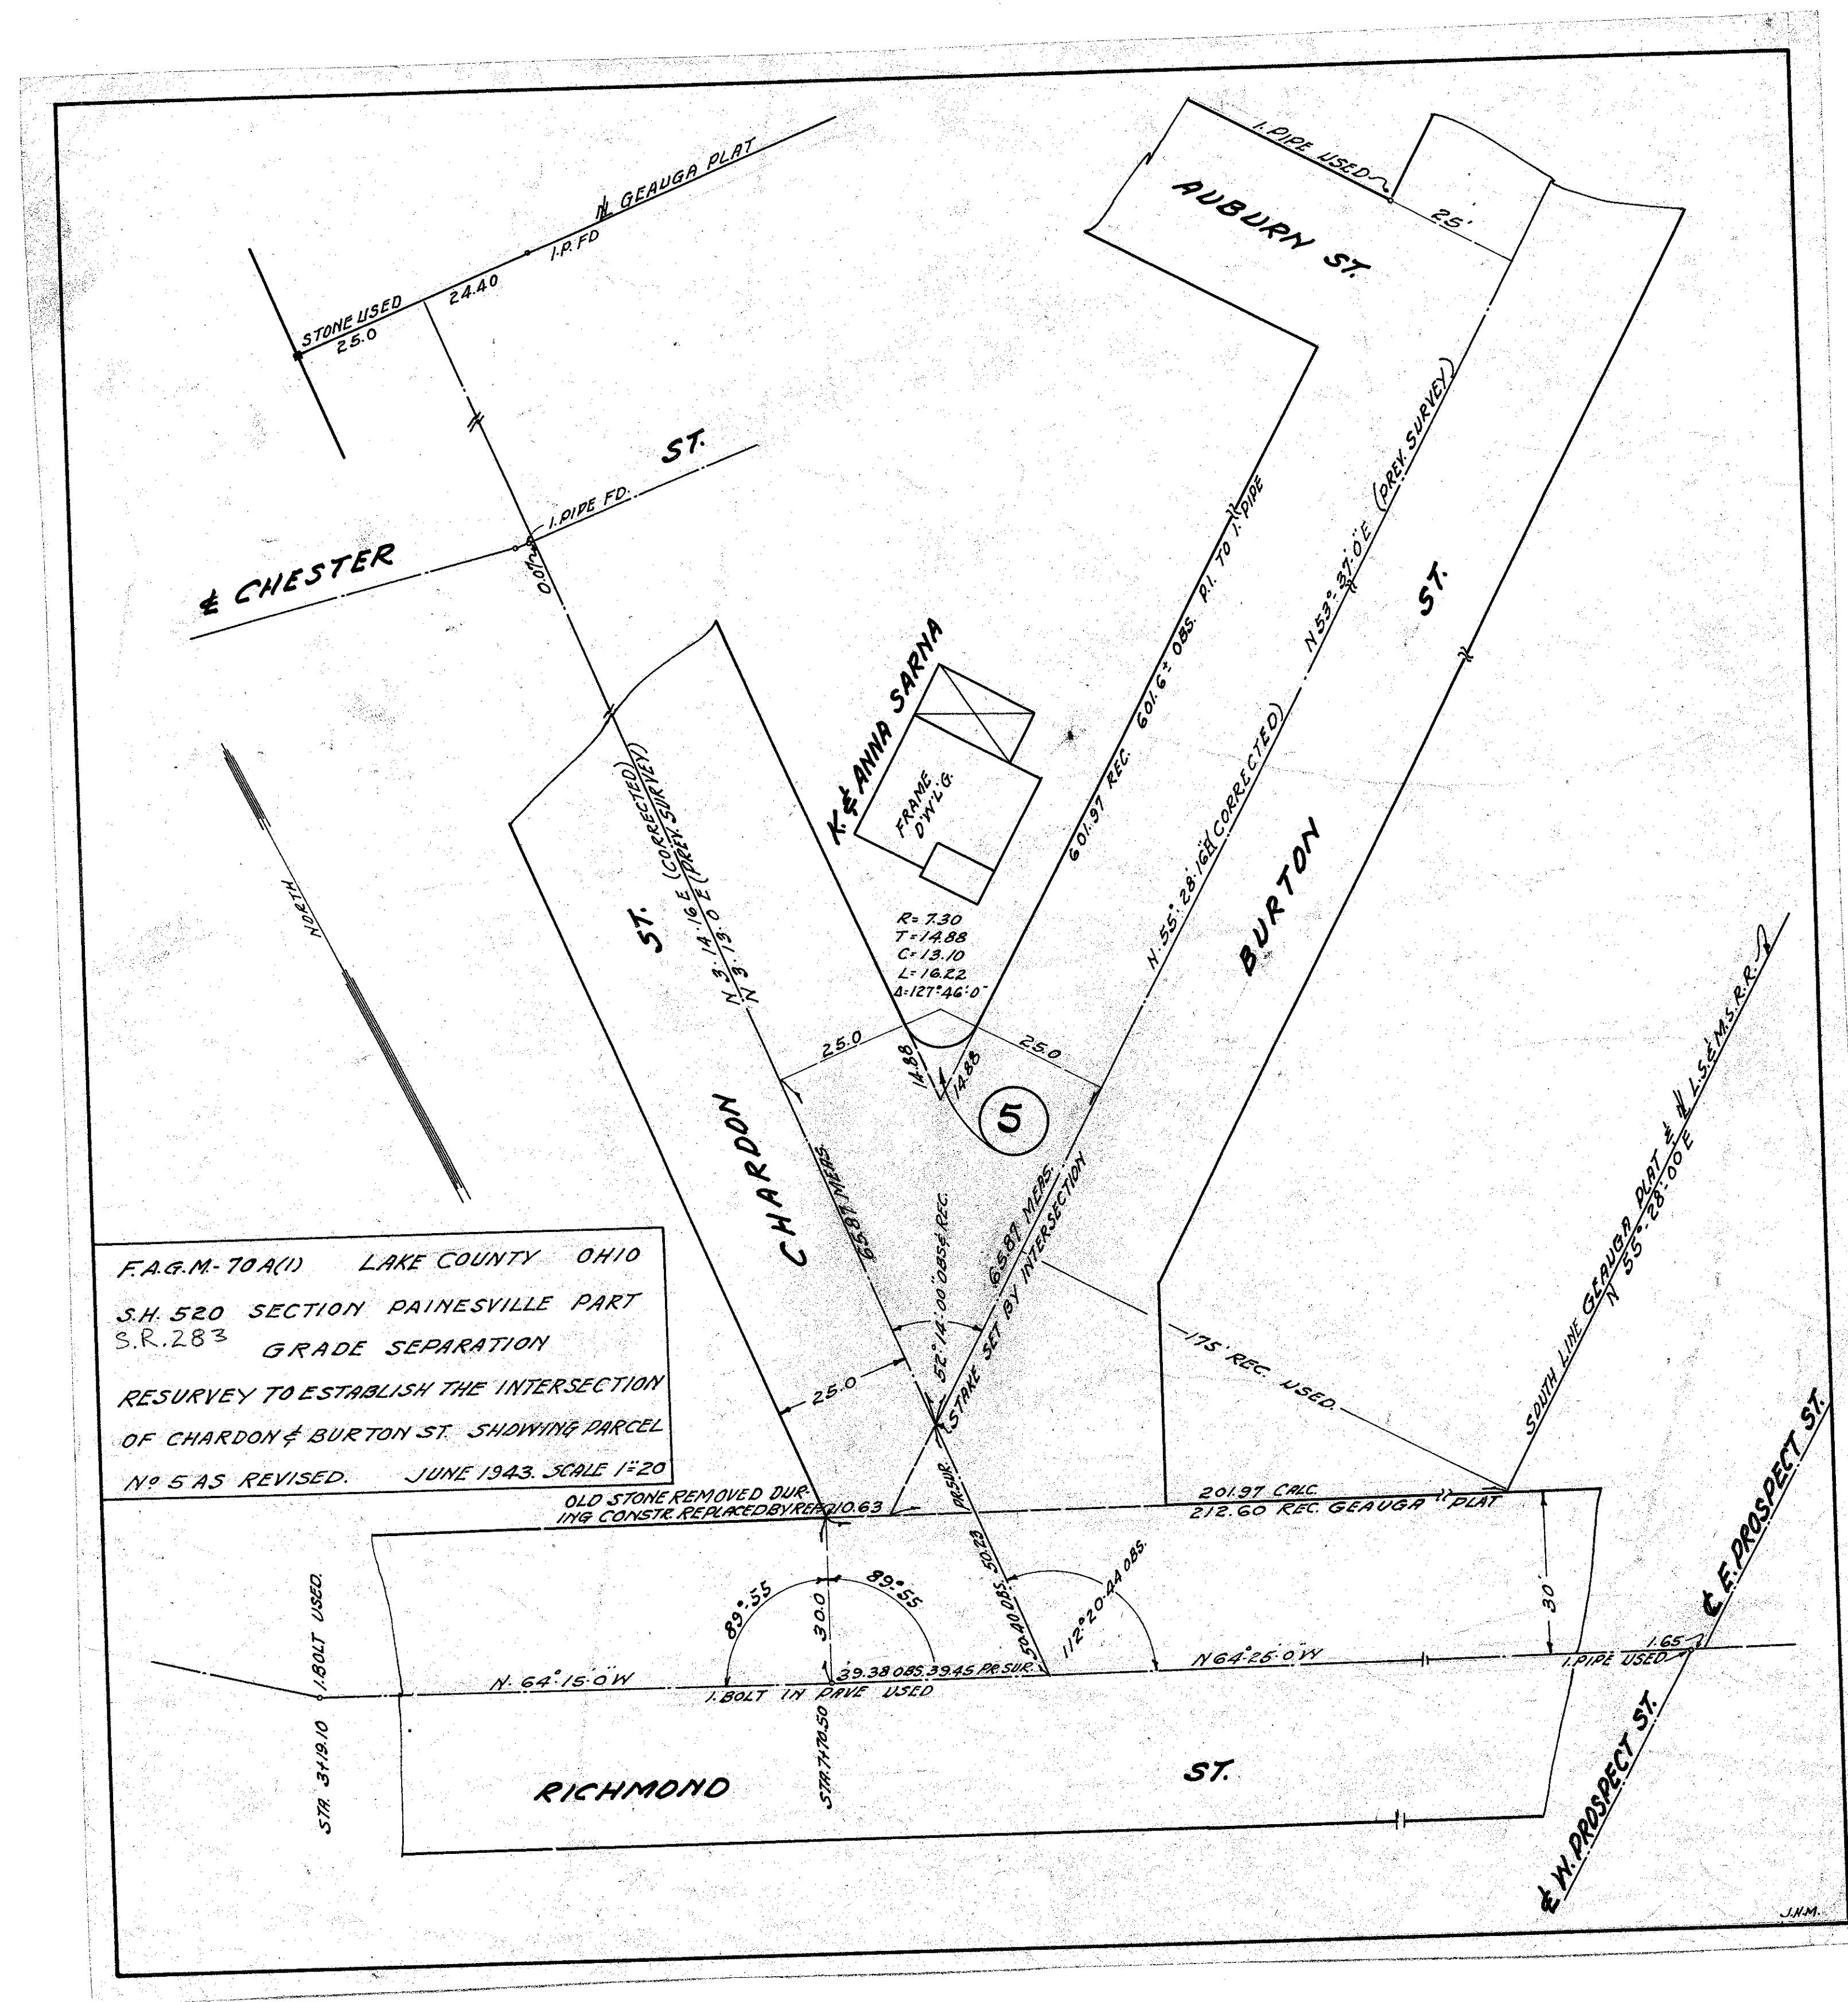 I. PIPE USED
AUBURN ST.
25'
℄ GEAUGA PLAT
I.P. FD
STONE USED
24.40
25.0
ST.
I. PIPE FD.
℄ CHESTER
0.07
N 53°-37'-0"E (PREV. SURVEY)
601.97 REC. 601.6± OBS. P.I. TO I. PIPE
ST.
K. & ANNA SARNA
FRAME
D'W'L'G.
N. 55°-28'-16"E (CORRECTED)
BURTON
NORTH
ST.
N. 3°-14'-16 E (CORRECTED)
N 3°-13'-0 E (PREV. SURVEY)
R= 7.30
T=14.88
C=13.10
L=16.22
Δ=127°46'-0"
25.0
25.0
14.88
14.88
5
CHARDON
65.87 MEAS.
52°-14'-00" OBS & REC.
65.87 MEAS.
(STAKE SET BY INTERSECTION
175' REC. USED.
25.0
SOUTH LINE GEAUGA PLAT & ℄ L.S. & M.S. R.R.
N 55°-28'-00 E
F.A.G.M.-70A(1) LAKE COUNTY OHIO
S.H. 520 SECTION PAINESVILLE PART
S.R.283 GRADE SEPARATION
RESURVEY TO ESTABLISH THE INTERSECTION
OF CHARDON & BURTON ST. SHOWING PARCEL
Nº 5 AS REVISED. JUNE 1943. SCALE 1"=20
OLD STONE REMOVED DUR-
ING CONSTR. REPLACED BY REF. 10.63
201.97 CALC.
212.60 REC. GEAUGA PLAT
50.40 OBS. 50.23 PR.SUR.
112°-20'-44 OBS.
89°-55
89°-55
30.0
30'
℄ E. PROSPECT ST.
1.65
I. PIPE USED
N. 64°-15'-0"W
39.38 OBS. 39.45 PR.SUR.
N 64-25-0"W
I. BOLT IN PAVE USED
STA. 3+19.10 I. BOLT USED.
STA. 7+70.50
RICHMOND ST.
℄ W. PROSPECT ST.
J.H.M.